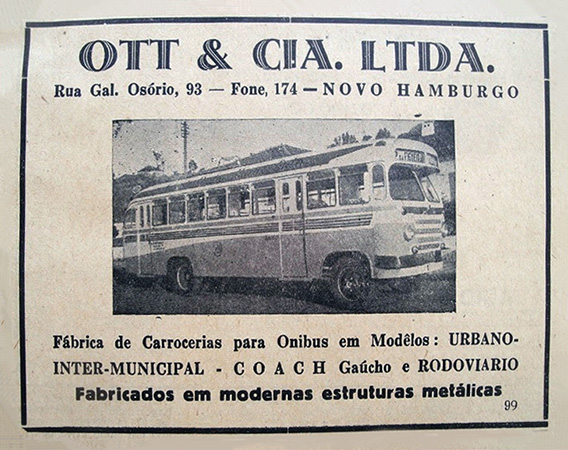 OTT & CIA. LTDA.
Rua Gal. Osório, 93 — Fone, 174 — NOVO HAMBURGO
Fábrica de Carrocerias para Onibus em Modêlos: URBANO-
INTER-MUNICIPAL - COACH Gaúcho e RODOVIARIO
Fabricados em modernas estruturas metálicas
99